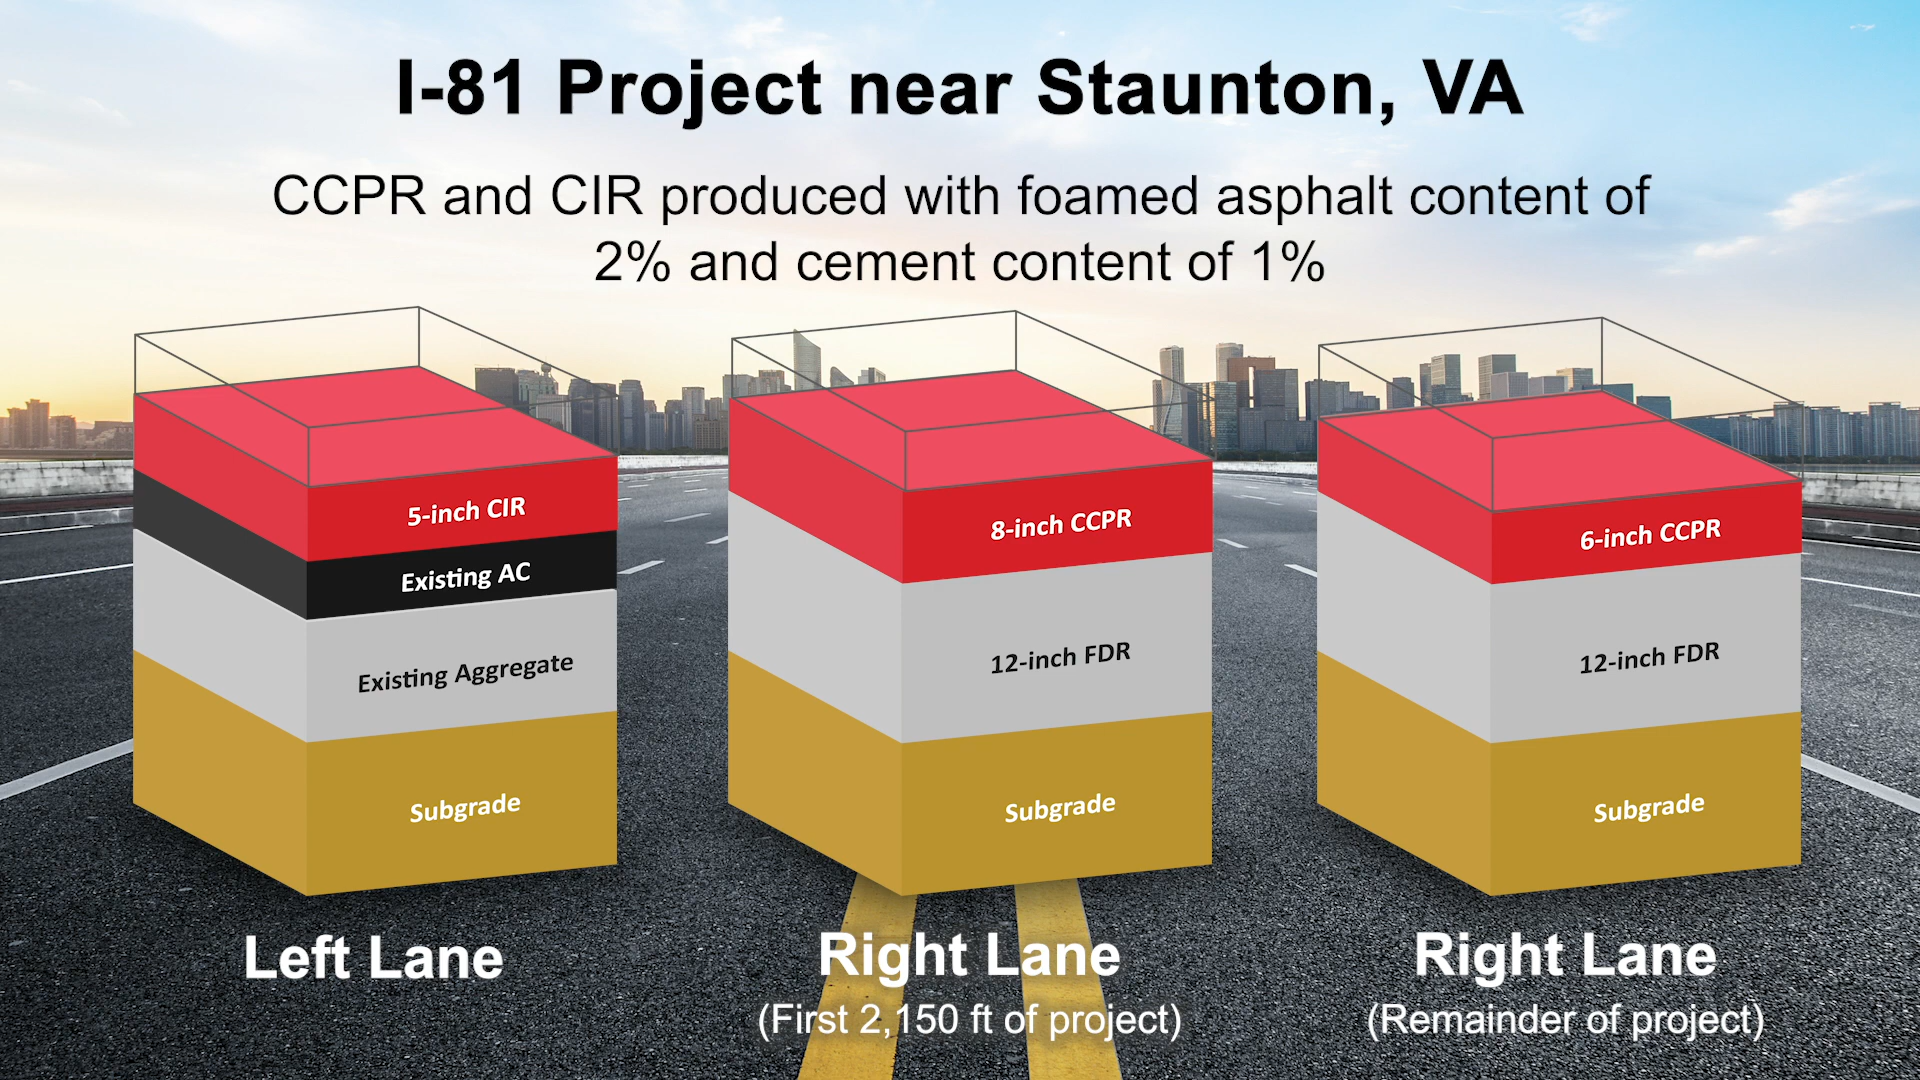 I-81 Project near Staunton, VA
CCPR and CIR produced with foamed asphalt content of
2% and cement content of 1%
5-inch CIR
Existing AC
Existing Aggregate
Subgrade
Left Lane
8-inch CCPR
12-inch FDR
Subgrade
Right Lane
(First 2,150 ft of project)
6-inch CCPR
12-inch FDR
Subgrade
Right Lane
(Remainder of project)